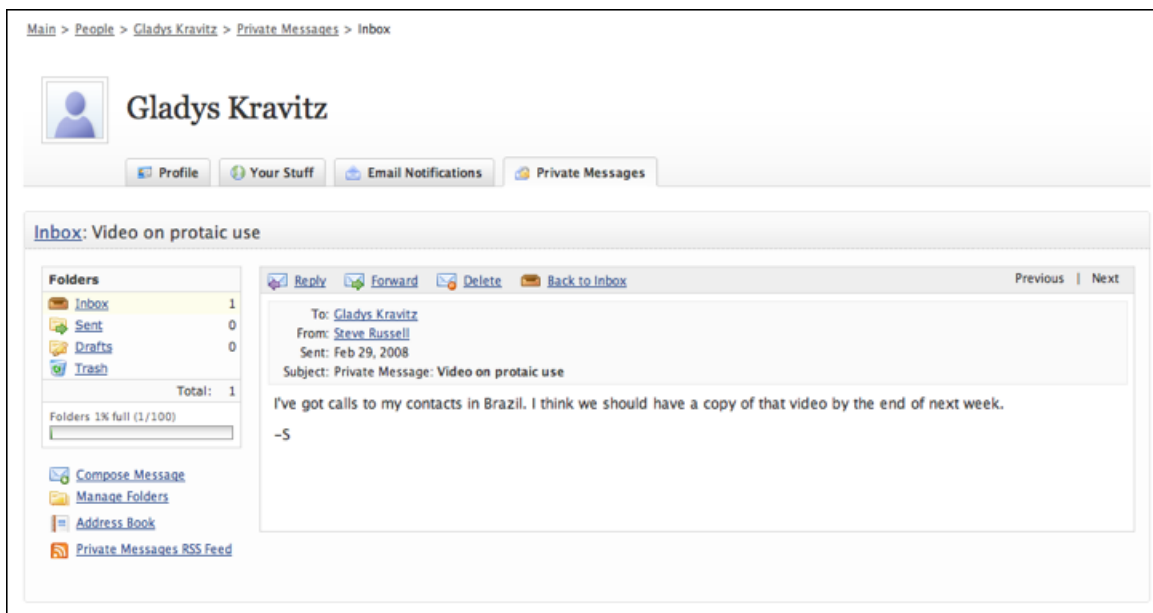 Main > People > Gladys Kravitz > Private Messages > Inbox
Gladys Kravitz
Profile Your Stuff Email Notifications Private Messages
Inbox: Video on protaic use
Folders
Inbox 1
Sent 0
Drafts 0
Trash
Total: 1
Folders 1% full (1/100)
Compose Message
Manage Folders
Address Book
Private Messages RSS Feed
Reply Forward Delete Back to Inbox Previous | Next
To: Gladys Kravitz
From: Steve Russell
Sent: Feb 29, 2008
Subject: Private Message: Video on protaic use
I've got calls to my contacts in Brazil. I think we should have a copy of that video by the end of next week.
-S